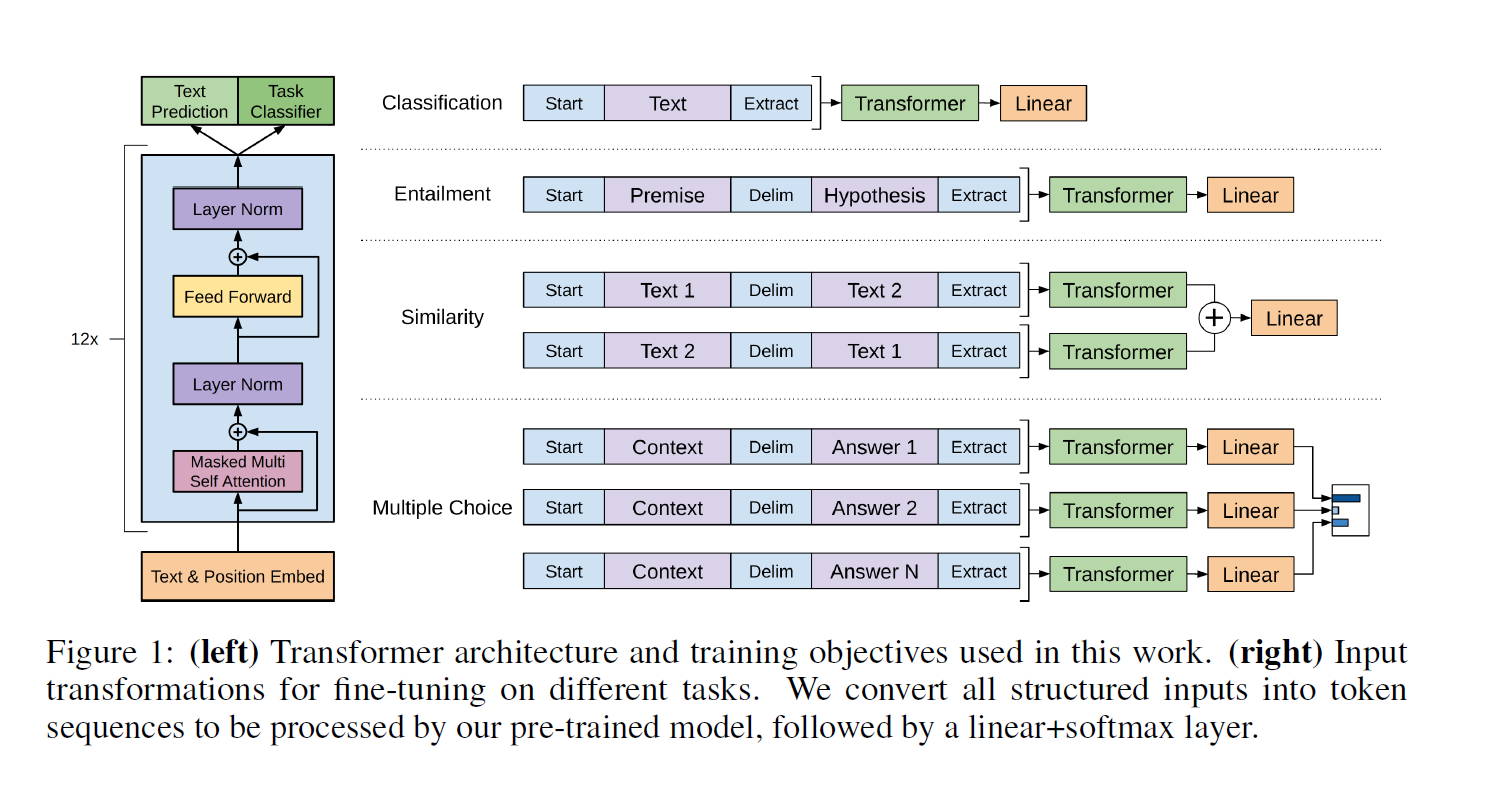 Text
Prediction
Task
Classifier
12x
Layer Norm
+
Feed Forward
Layer Norm
+
Masked Multi
Self Attention
Text & Position Embed
Classification
Start Text Extract Transformer Linear
Entailment
Start Premise Delim Hypothesis Extract Transformer Linear
Similarity
Start Text 1 Delim Text 2 Extract Transformer
Start Text 2 Delim Text 1 Extract Transformer
+ Linear
Multiple Choice
Start Context Delim Answer 1 Extract Transformer Linear
Start Context Delim Answer 2 Extract Transformer Linear
Start Context Delim Answer N Extract Transformer Linear
Figure 1: (left) Transformer architecture and training objectives used in this work. (right) Input
transformations for fine-tuning on different tasks. We convert all structured inputs into token
sequences to be processed by our pre-trained model, followed by a linear+softmax layer.